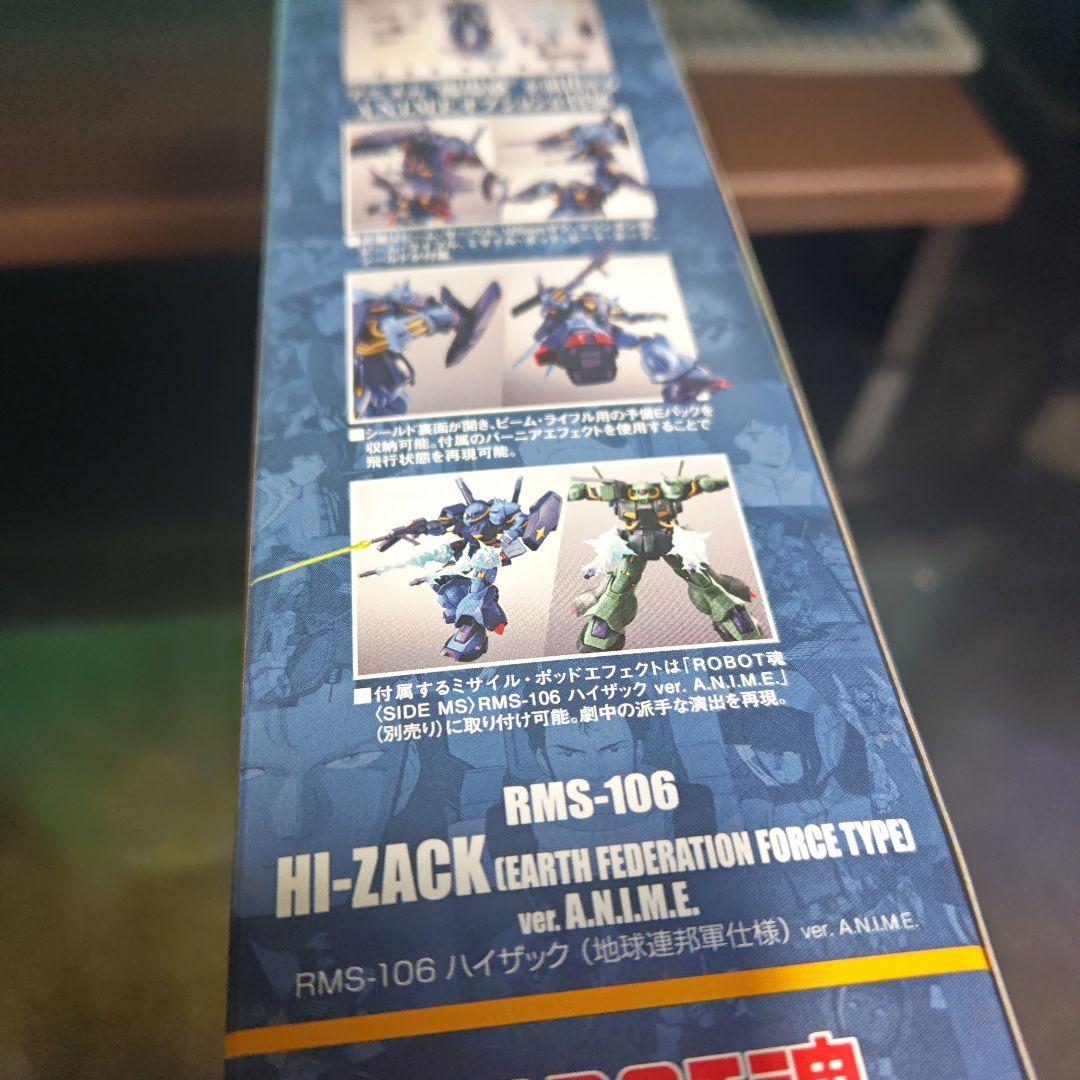 ■シールド裏面が開き、ビーム・ライフル用の予備Eパックを
収納可能。付属のバーニアエフェクトを使用することで
飛行状態を再現可能。
■付属するミサイル・ポッドエフェクトは「ROBOT魂
〈SIDE MS〉RMS-106 ハイザック ver. A.N.I.M.E.」
(別売り)に取り付け可能。劇中の派手な演出を再現。
RMS-106
HI-ZACK (EARTH FEDERATION FORCE TYPE)
ver. A.N.I.M.E.
RMS-106 ハイザック (地球連邦軍仕様) ver. A.N.I.M.E.
魂